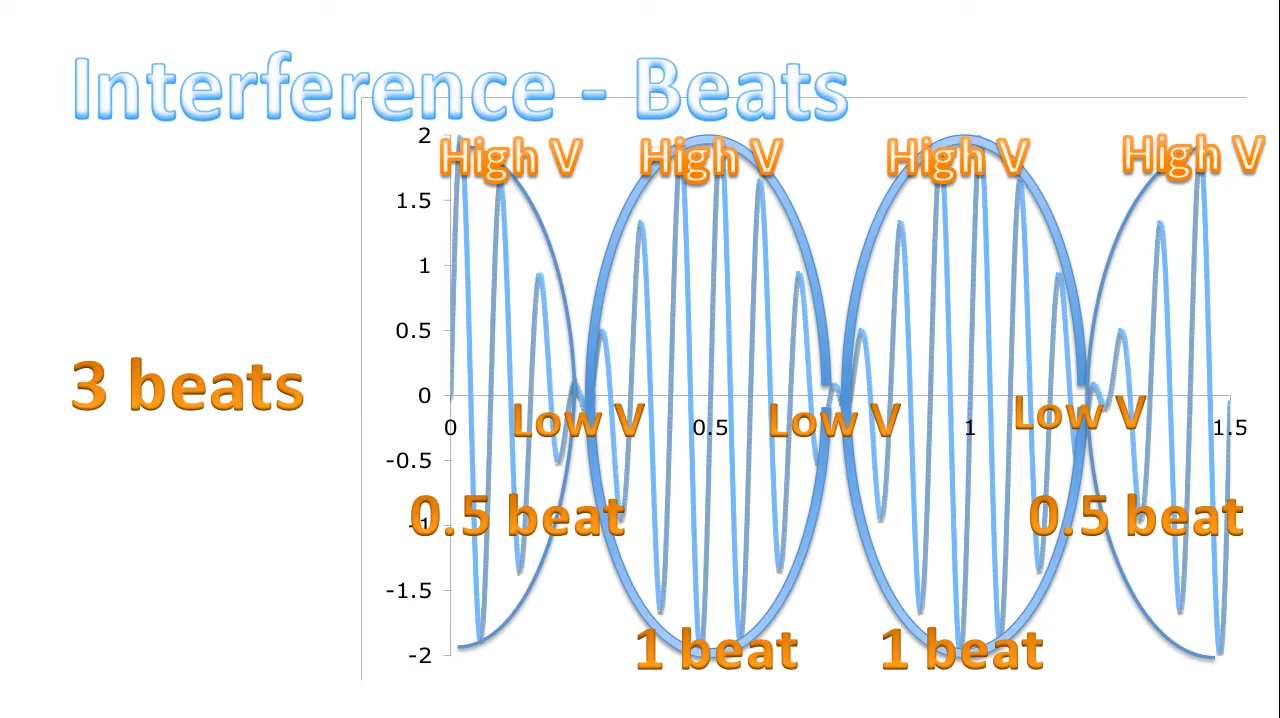 Interference - Beats
2
High V High V High V High V
1.5
1
0.5
3 beats
0
Low V Low V Low V
0 0.5 1 1.5
-0.5
0.5 beat 0.5 beat
-1
-1.5
1 beat 1 beat
-2